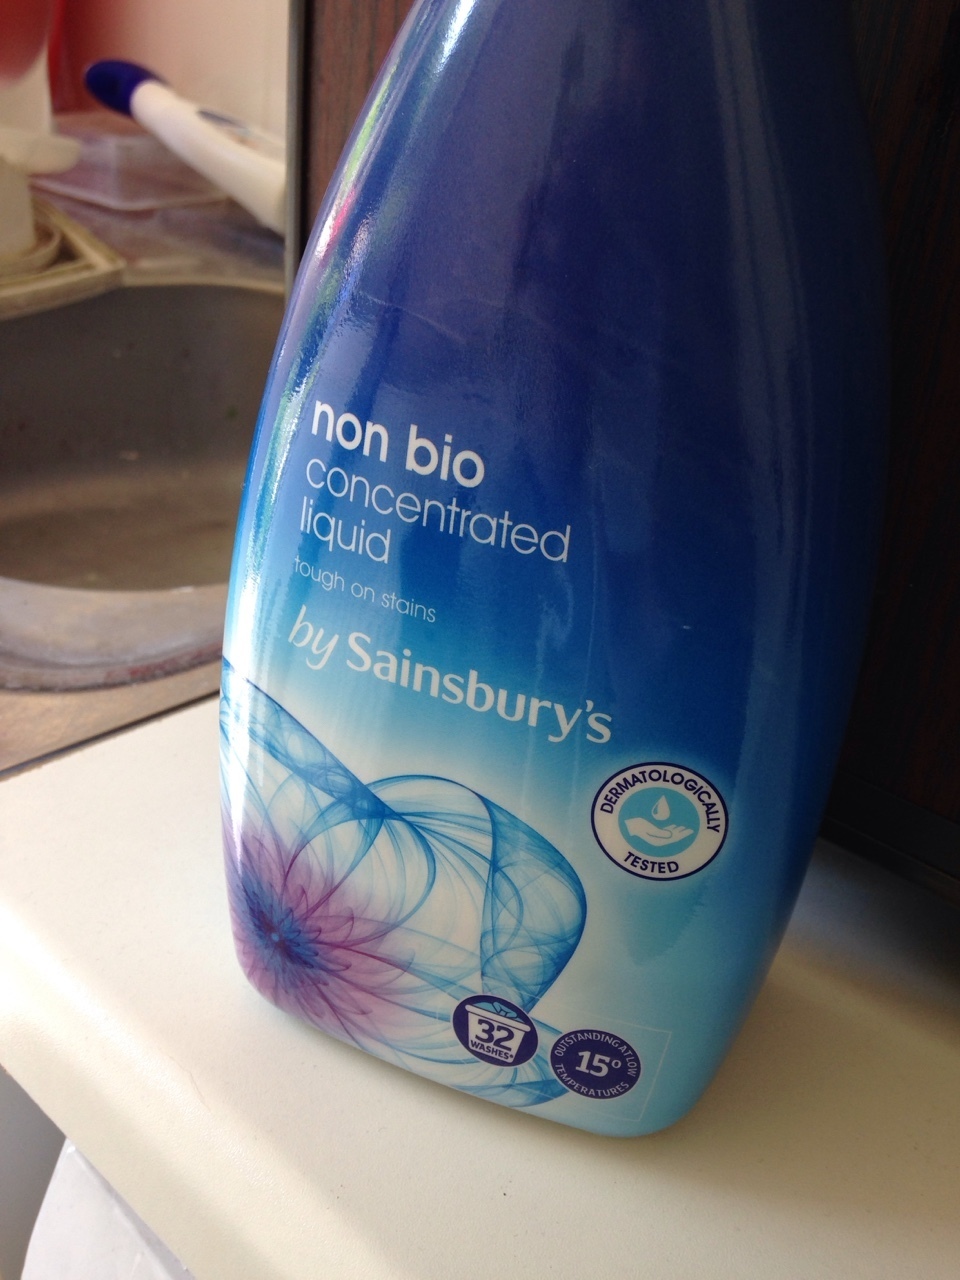 non bio
concentrated
liquid
tough on stains
by Sainsbury's
DERMATOLOGICALLY
TESTED
32
WASHES*
OUTSTANDING AT LOW
15°
TEMPERATURES